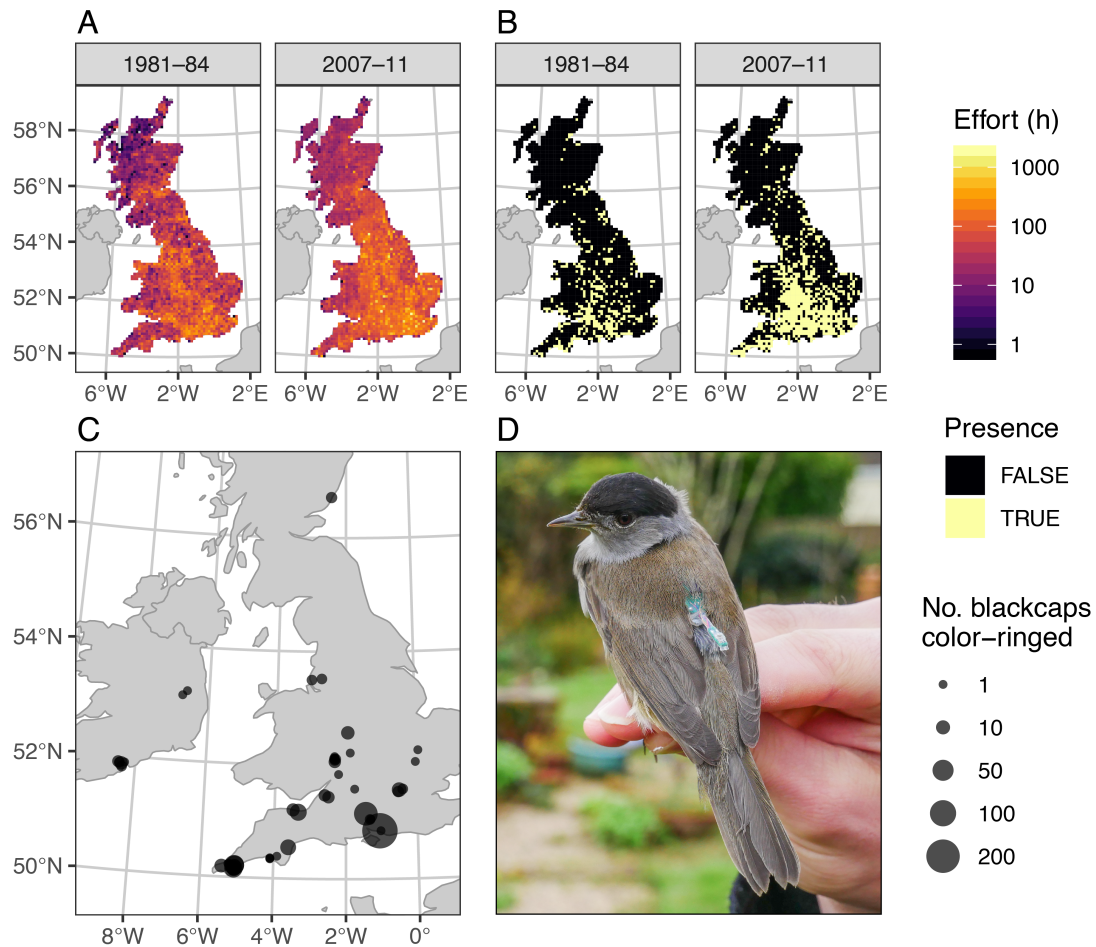 A
B
1981–84
2007–11
1981–84
2007–11
58°N
56°N
54°N
52°N
50°N
6°W
2°W
2°E
6°W
2°W
2°E
6°W
2°W
2°E
6°W
2°W
2°E
Effort (h)
1000
100
10
1
C
D
56°N
54°N
52°N
50°N
8°W
6°W
4°W
2°W
0°
Presence
FALSE
TRUE
No. blackcaps
color−ringed
1
10
50
100
200